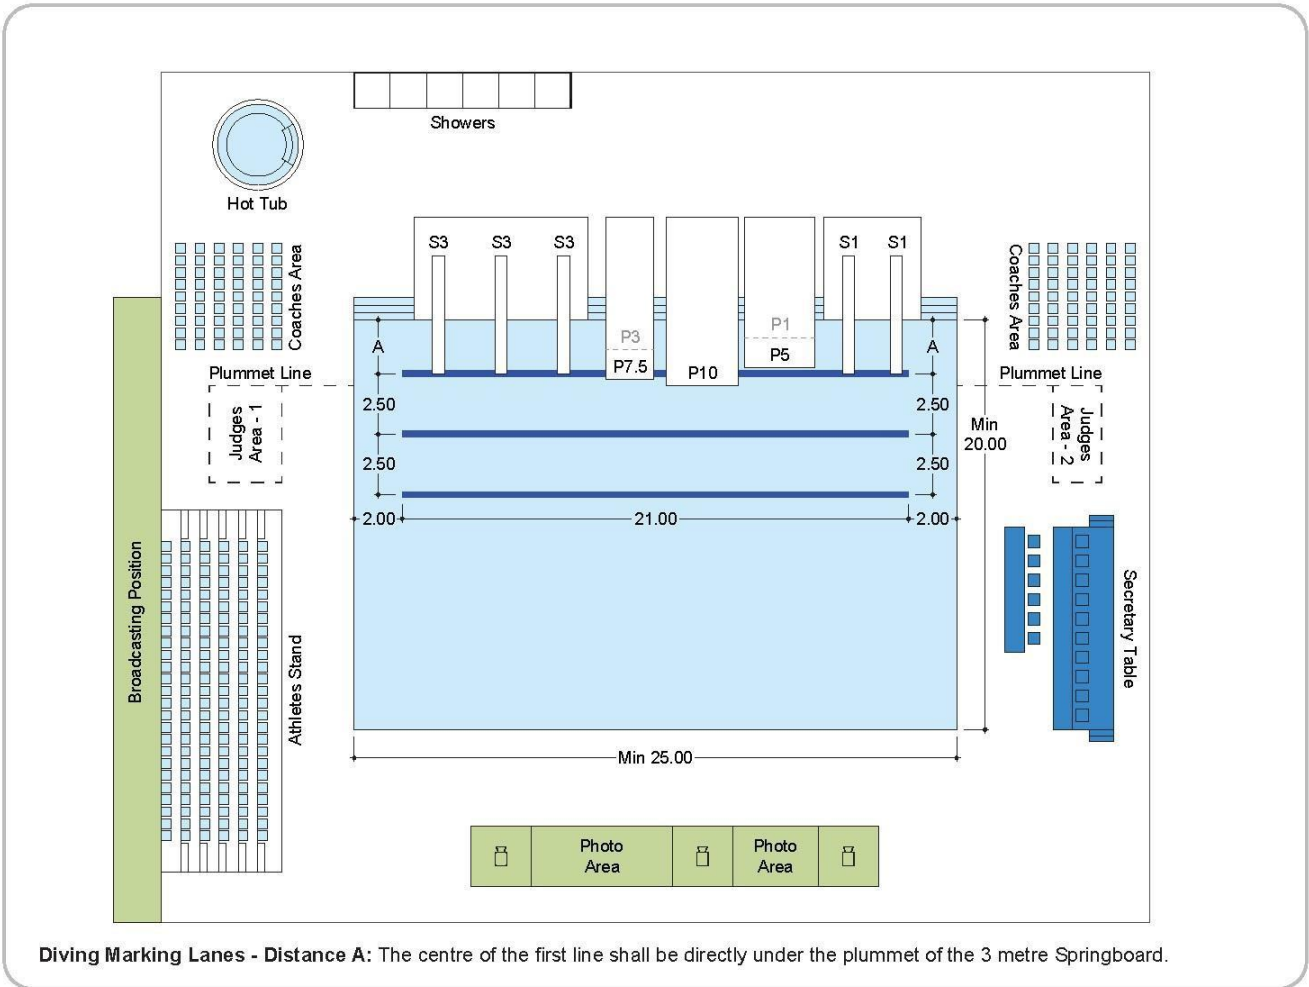 Showers
Hot Tub
S3
S3
S3
S1
S1
Coaches Area
Coaches Area
P3
P7.5
P10
P1
P5
A
A
Plummet Line
Plummet Line
Judges
Area - 1
Judges
Area - 2
2.50
2.50
Min
20.00
2.50
2.50
2.00
21.00
2.00
Broadcasting Position
Athletes Stand
Secretary Table
Min 25.00
Photo
Area
Photo
Area
Diving Marking Lanes - Distance A: The centre of the first line shall be directly under the plummet of the 3 metre Springboard.